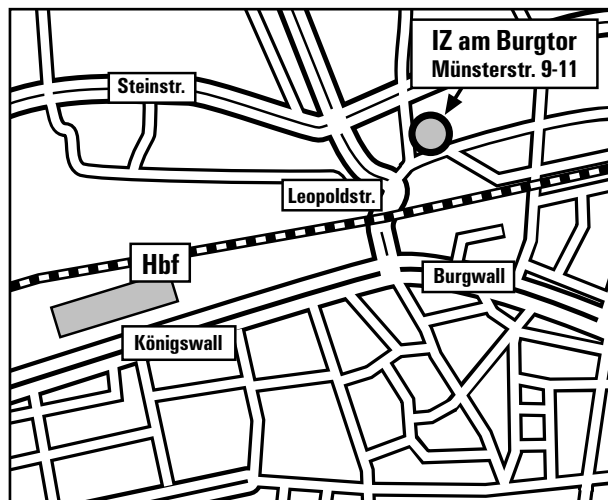 IZ am Burgtor
Münsterstr. 9-11
Steinstr.
Leopoldstr.
Hbf
Burgwall
Königswall